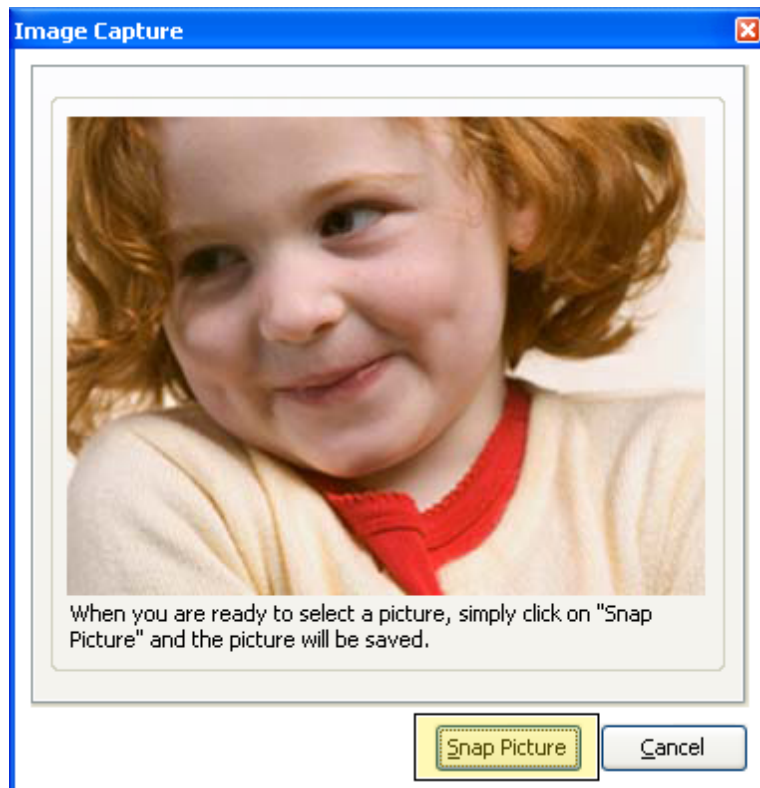 Image Capture
When you are ready to select a picture, simply click on "Snap
Picture" and the picture will be saved.
Snap Picture
Cancel